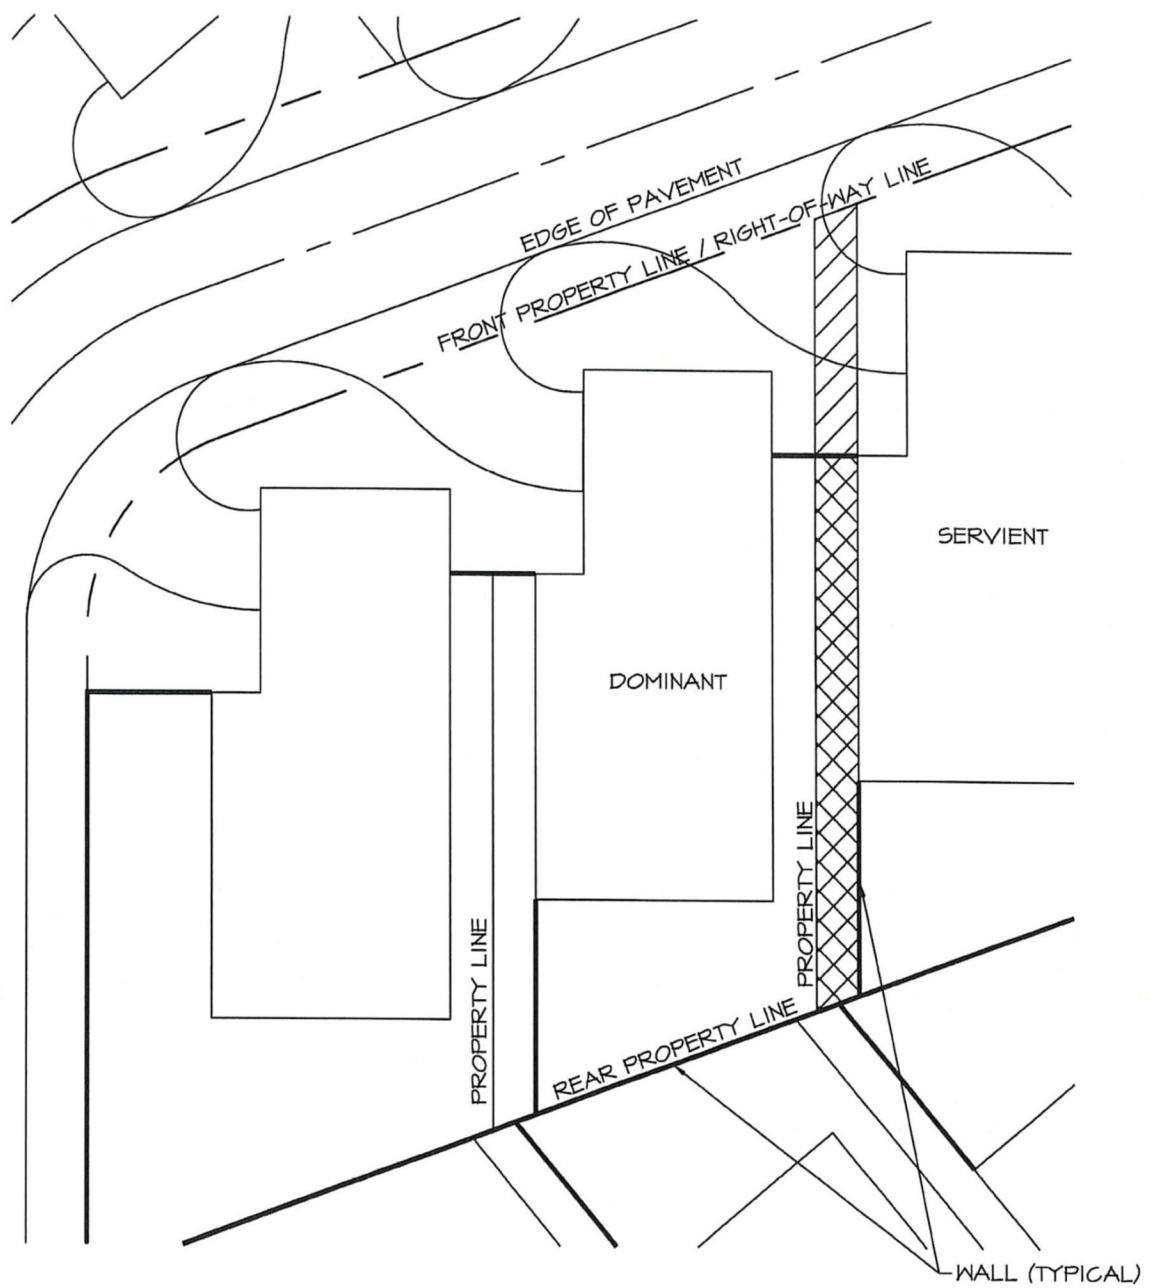 EDGE OF PAVEMENT
FRONT PROPERTY LINE / RIGHT-OF-WAY LINE
SERVIENT
DOMINANT
PROPERTY LINE
PROPERTY LINE
REAR PROPERTY LINE
WALL (TYPICAL)